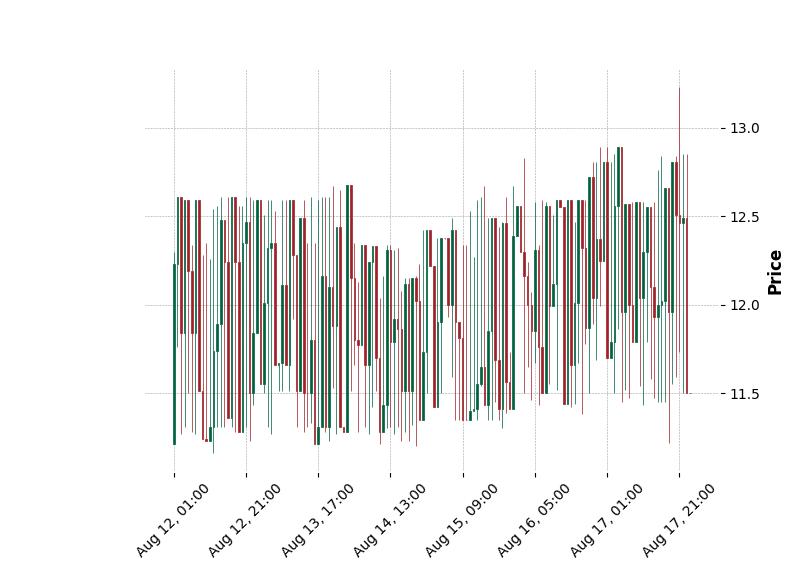 13.0
12.5
12.0
11.5
Price
Aug 12, 01:00
Aug 12, 21:00
Aug 13, 17:00
Aug 14, 13:00
Aug 15, 09:00
Aug 16, 05:00
Aug 17, 01:00
Aug 17, 21:00